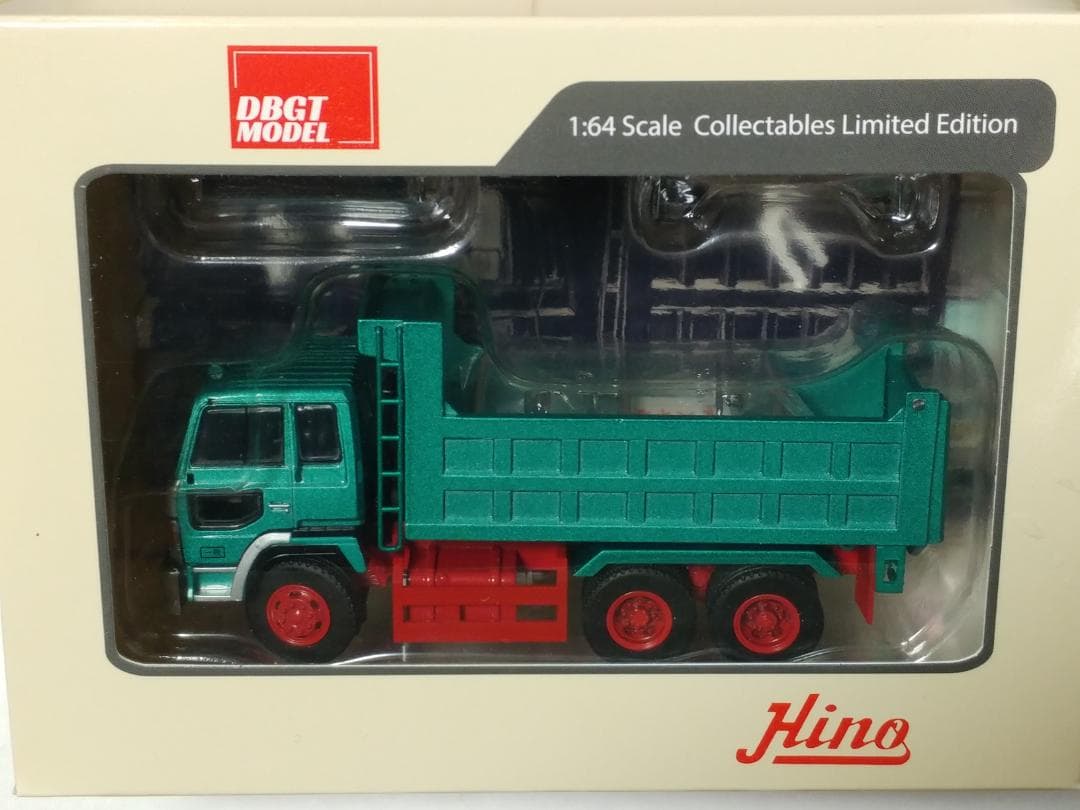 DBGT
MODEL
1:64 Scale Collectables Limited Edition
Hino